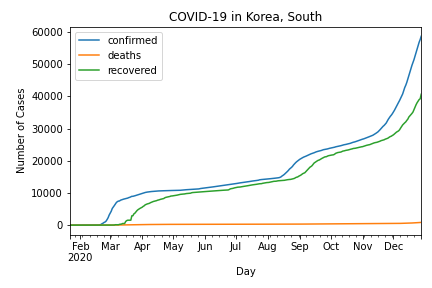 COVID-19 in Korea, South
confirmed
deaths
recovered
Number of Cases
60000
50000
40000
30000
20000
10000
0
Feb Mar Apr May Jun Jul Aug Sep Oct Nov Dec
2020
Day